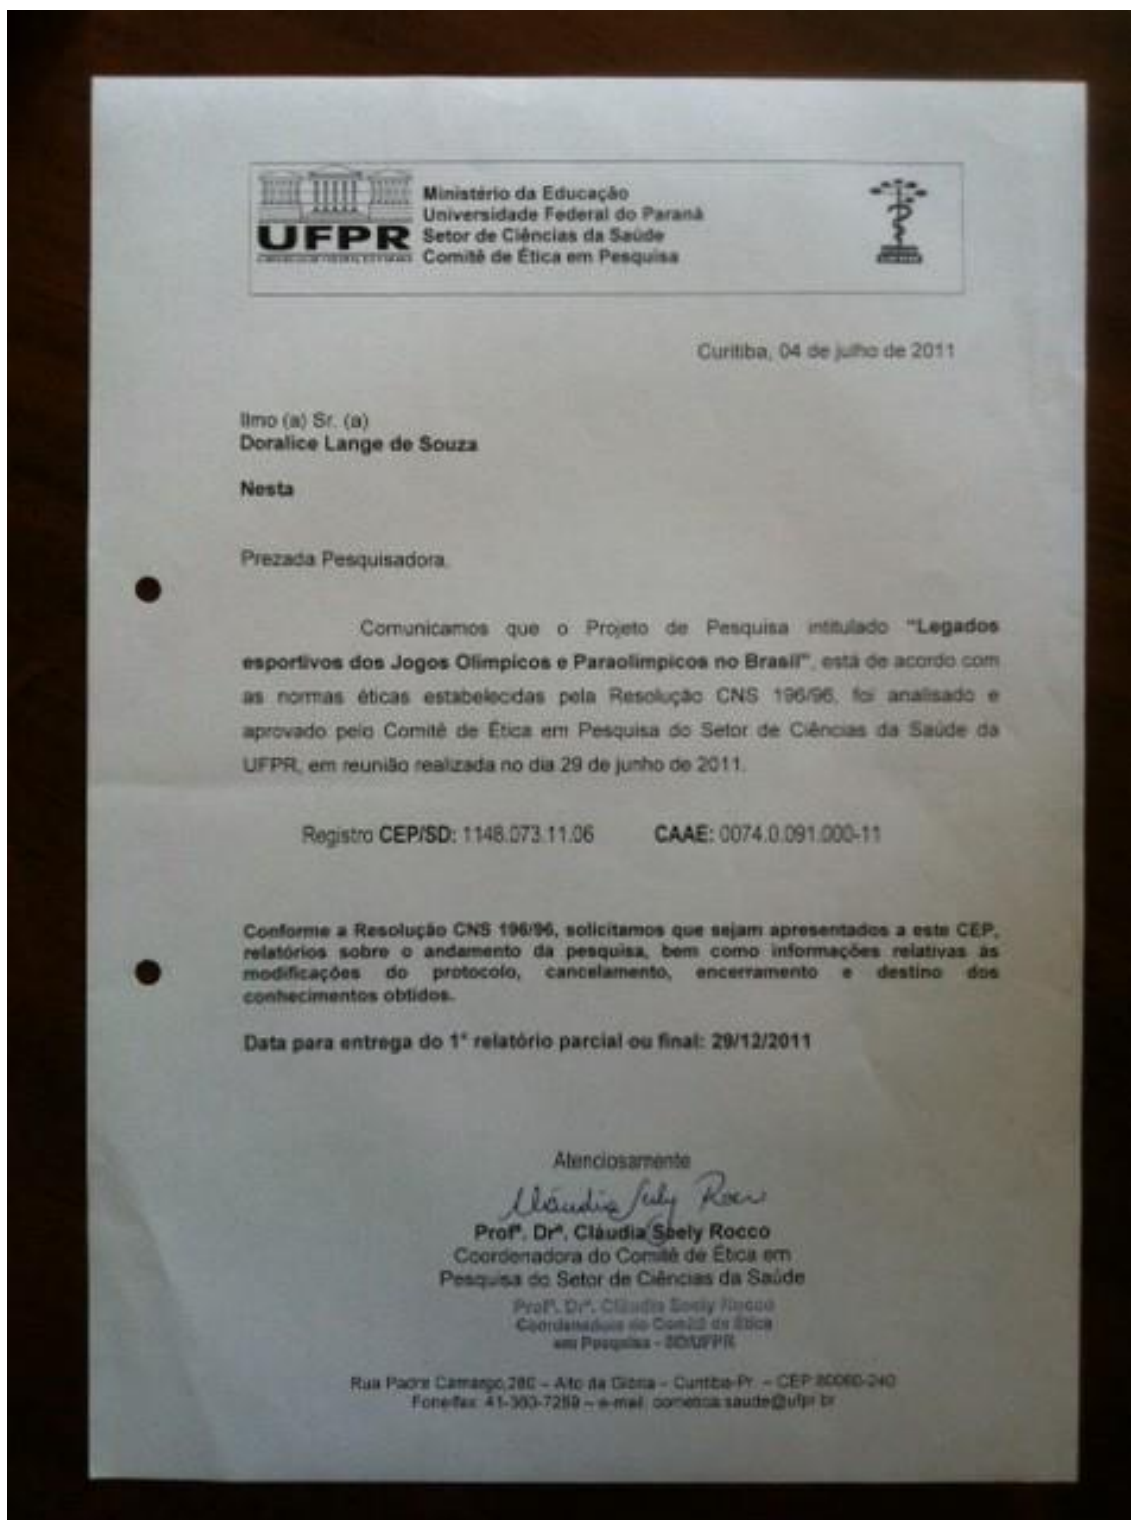 UFPR
Ministério da Educação
Universidade Federal do Paraná
Setor de Ciências da Saúde
Comitê de Ética em Pesquisa
Curitiba, 04 de julho de 2011
Ilmo (a) Sr. (a)
Doralice Lange de Souza
Nesta
Prezada Pesquisadora,
Comunicamos que o Projeto de Pesquisa intitulado "Legados
esportivos dos Jogos Olímpicos e Paraolímpicos no Brasil", está de acordo com
as normas éticas estabelecidas pela Resolução CNS 196/96, foi analisado e
aprovado pelo Comitê de Ética em Pesquisa do Setor de Ciências da Saúde da
UFPR, em reunião realizada no dia 29 de junho de 2011.
Registro CEP/SD: 1148.073.11.06 CAAE: 0074.0.091.000-11
Conforme a Resolução CNS 196/96, solicitamos que sejam apresentados a este CEP,
relatórios sobre o andamento da pesquisa, bem como informações relativas às
modificações do protocolo, cancelamento, encerramento e destino dos
conhecimentos obtidos.
Data para entrega do 1° relatório parcial ou final: 29/12/2011
Atenciosamente
Cláudia Seely Rocco
Profª. Drª. Cláudia Seely Rocco
Coordenadora do Comitê de Ética em
Pesquisa do Setor de Ciências da Saúde
Profª. Drª. Cláudia Seely Rocco
Coordenadora do Comitê de Ética
em Pesquisa - SD/UFPR
Rua Padre Camargo, 280 – Alto da Glória – Curitiba-Pr. – CEP 80060-240
Fone/fax: 41-360-7259 – e-mail: cometica.saude@ufpr.br